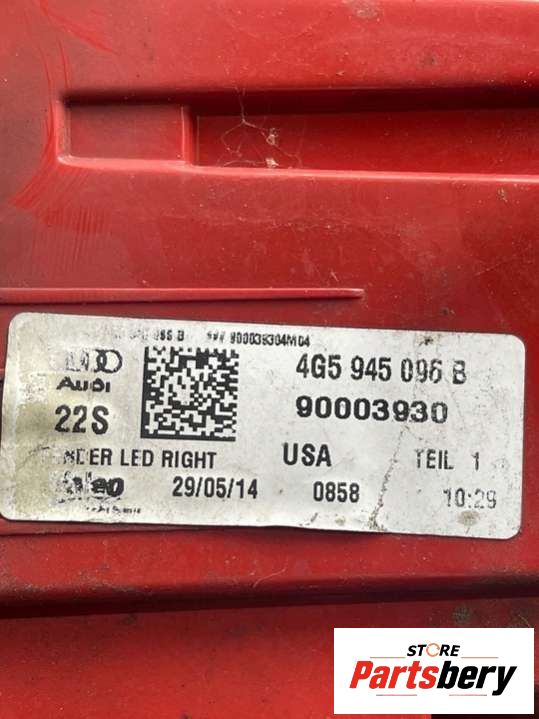 B 900039304M04
4G5 945 096 B
Audi
90003930
22S
LED RIGHT USA TEIL 1
29/05/14 0858 10:29
STORE
Partsbery